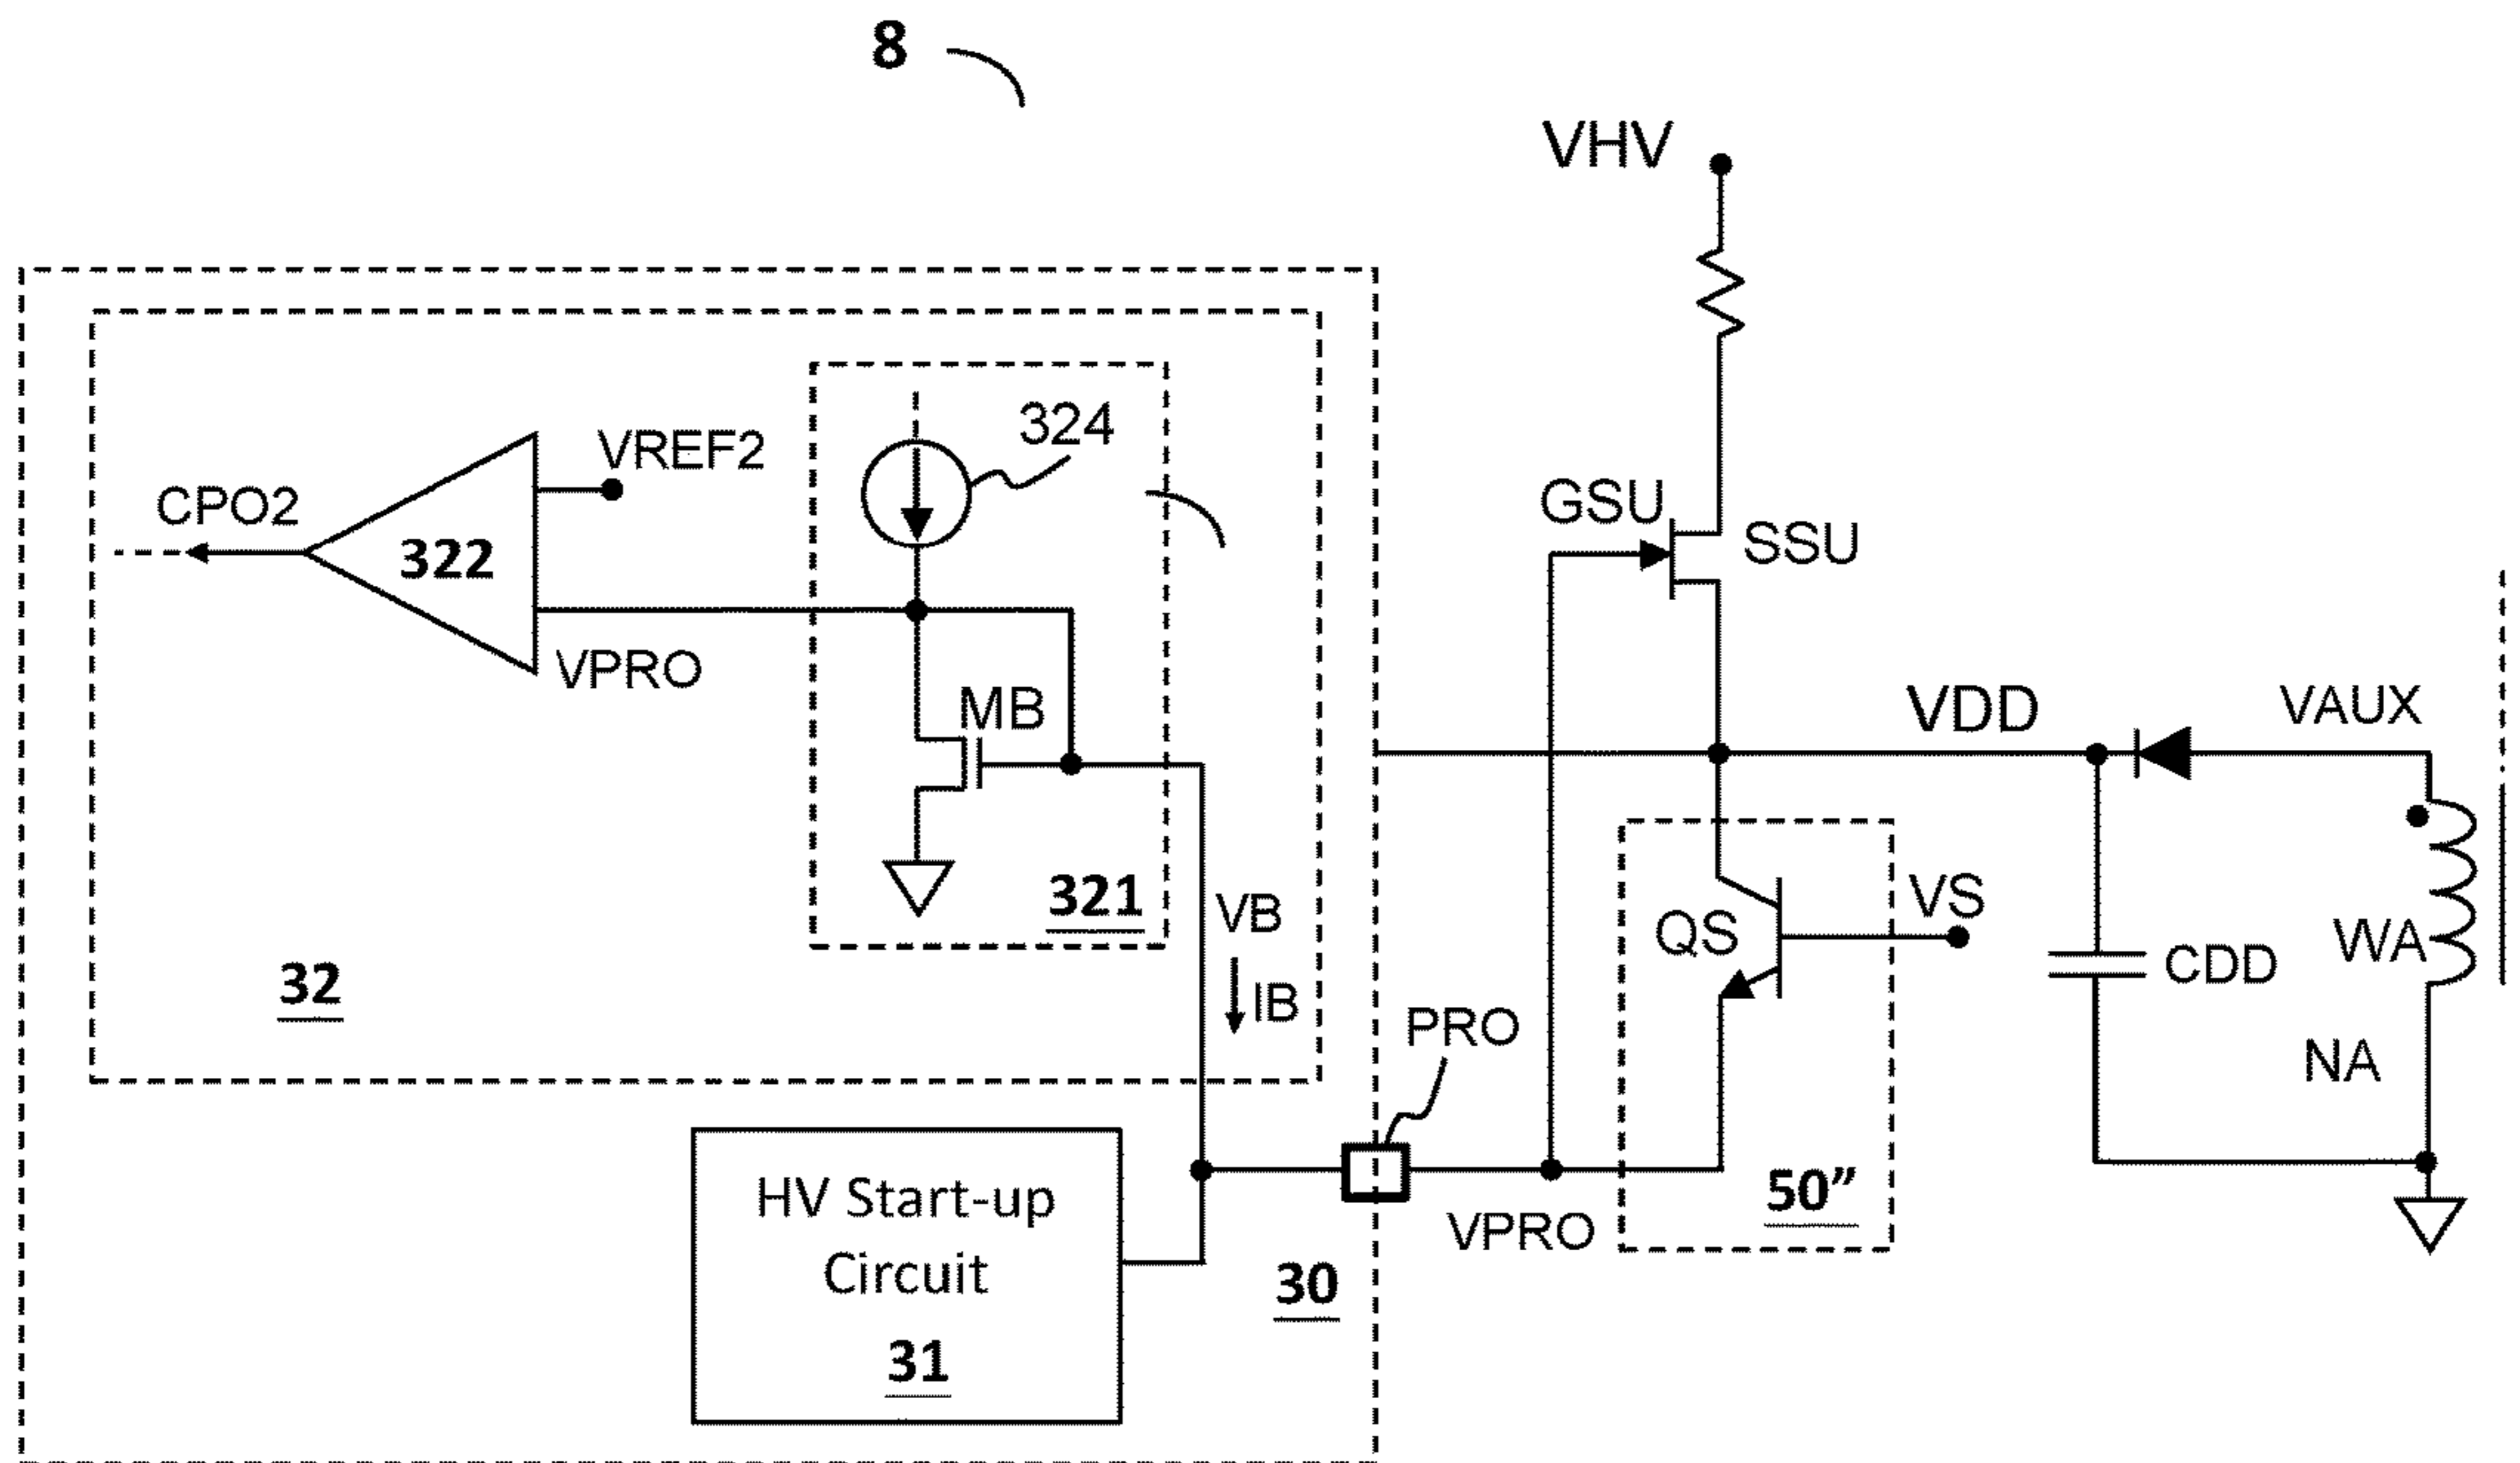 8
VHV
324
VREF2
GSU
CPO2
SSU
322
VPRO
MB
VDD
VAUX
321
VB
VS
QS
WA
32
CDD
IB
PRO
NA
HV Start-up
Circuit
31
50”
VPRO
30